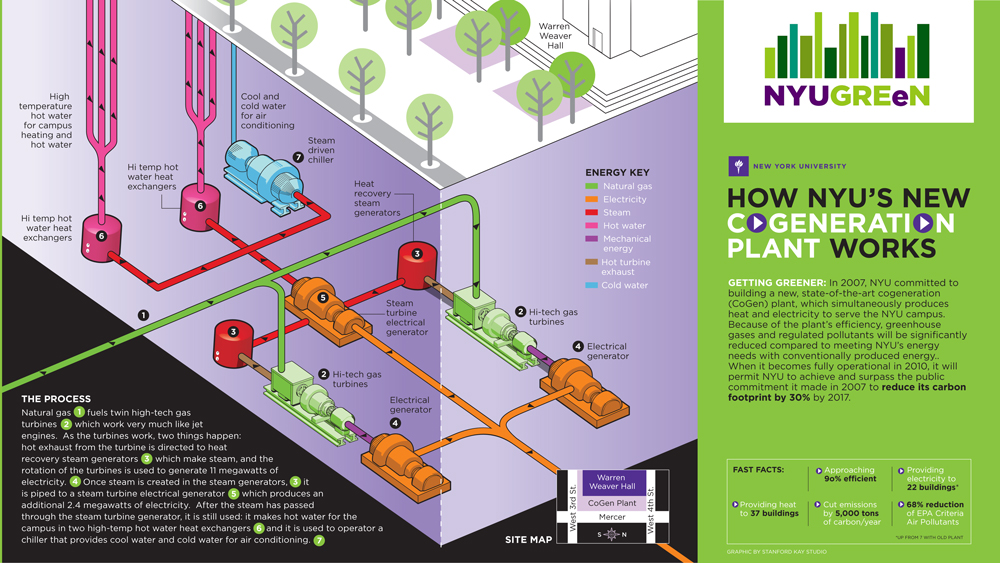 High
temperature
hot water
for campus
heating and
hot water
Hi temp hot
water heat
exchangers
Hi temp hot
water heat
exchangers
6
6
Cool and
cold water
for air
conditioning
7
Steam
driven
chiller
Heat
recovery
steam
generators
Warren
Weaver
Hall
ENERGY KEY
Natural gas
Electricity
Steam
Hot water
Mechanical
energy
Hot turbine
exhaust
Cold water
1
3
3
5
Steam
turbine
electrical
generator
2 Hi-tech gas
turbines
4 Electrical
generator
2 Hi-tech gas
turbines
Electrical
generator
4
THE PROCESS
Natural gas 1 fuels twin high-tech gas
turbines 2 which work very much like jet
engines. As the turbines work, two things happen:
hot exhaust from the turbine is directed to heat
recovery steam generators 3 which make steam, and the
rotation of the turbines is used to generate 11 megawatts of
electricity. 4 Once steam is created in the steam generators, 3 it
is piped to a steam turbine electrical generator 5 which produces an
additional 2.4 megawatts of electricity. After the steam has passed
through the steam turbine generator, it is still used: it makes hot water for the
campus in two high-temp hot water heat exchangers 6 and it is used to operate a
chiller that provides cool water and cold water for air conditioning. 7
SITE MAP
West 3rd St.
Warren
Weaver Hall
CoGen Plant
Mercer
S N
West 4th St.
NYUGREeN
NEW YORK UNIVERSITY
HOW NYU'S NEW
COGENERATION
PLANT WORKS
GETTING GREENER: In 2007, NYU committed to
building a new, state-of-the-art cogeneration
(CoGen) plant, which simultaneously produces
heat and electricity to serve the NYU campus.
Because of the plant's efficiency, greenhouse
gases and regulated pollutants will be significantly
reduced compared to meeting NYU's energy
needs with conventionally produced energy..
When it becomes fully operational in 2010, it will
permit NYU to achieve and surpass the public
commitment it made in 2007 to reduce its carbon
footprint by 30% by 2017.
FAST FACTS:
Approaching
90% efficient
Providing
electricity to
22 buildings*
Providing heat
to 37 buildings
Cut emissions
by 5,000 tons
of carbon/year
68% reduction
of EPA Criteria
Air Pollutants
*UP FROM 7 WITH OLD PLANT
GRAPHIC BY STANFORD KAY STUDIO